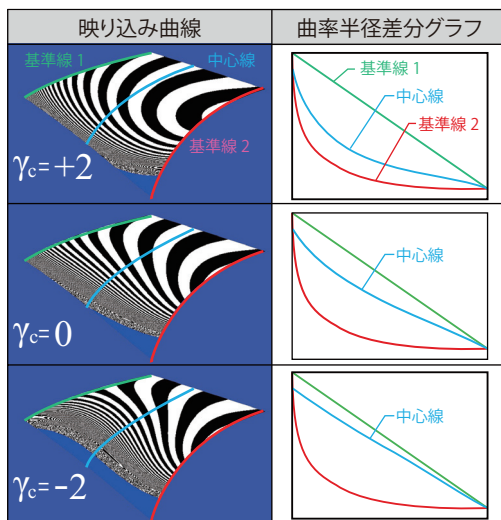 映り込み曲線
曲率半径差分グラフ
基準線 1
中心線
基準線 2
γc=+2
基準線 1
中心線
基準線 2
γc=0
中心線
γc=-2
中心線